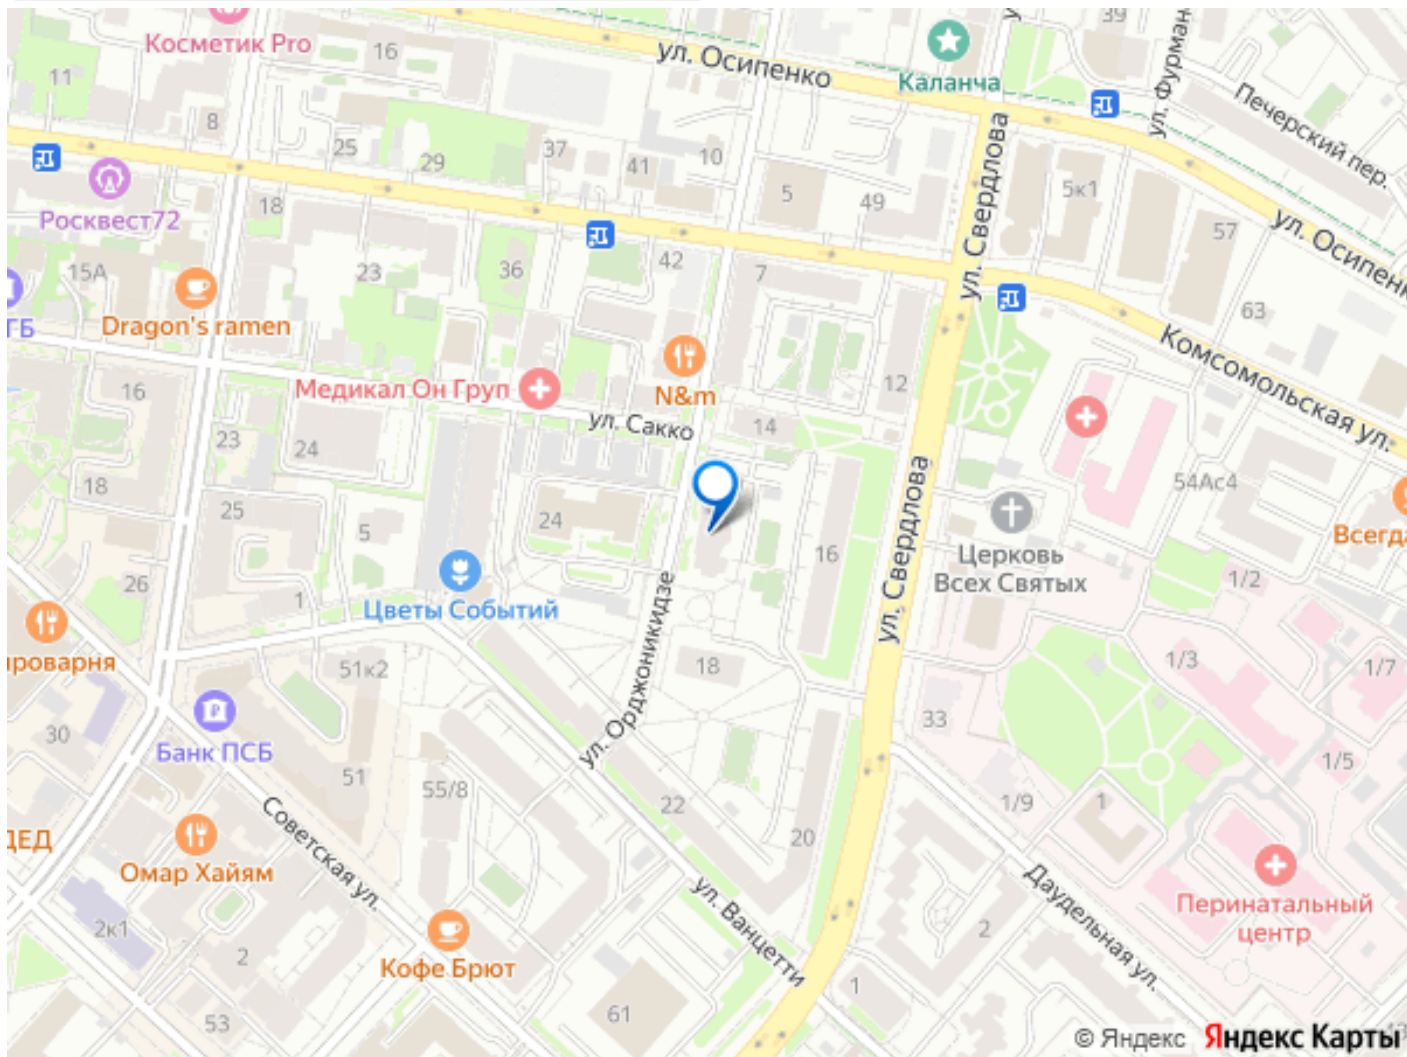 Косметик Pro
16
ул. Осипенко
Каланча
39
ул. Фурман
Печерский пер.
11
8
25
29
37
41
10
5
49
ул. Свердлова
5к1
57
ул. Осипенк
Росквест72
18
15А
23
36
42
7
63
ГБ
Dragon's ramen
Комсомольская ул.
16
Медикал Он Груп
N&m
12
ул. Сакко
14
23
24
18
25
5
24
16
ул. Свердлова
54Ас4
Всегда
Церковь
Всех Святых
1/2
26
1
Цветы Событий
ул. Орджоникидзе
ироварня
51к2
18
1/3
1/7
33
30
Банк ПСБ
51
55/8
22
20
1/9
1
1/5
ДЕД
Омар Хайям
Советская ул.
ул. Ванцетти
Даудельная ул.
Перинатальный
центр
2к1
2
Кофе Брют
2
53
61
1
© Яндекс Яндекс Карты